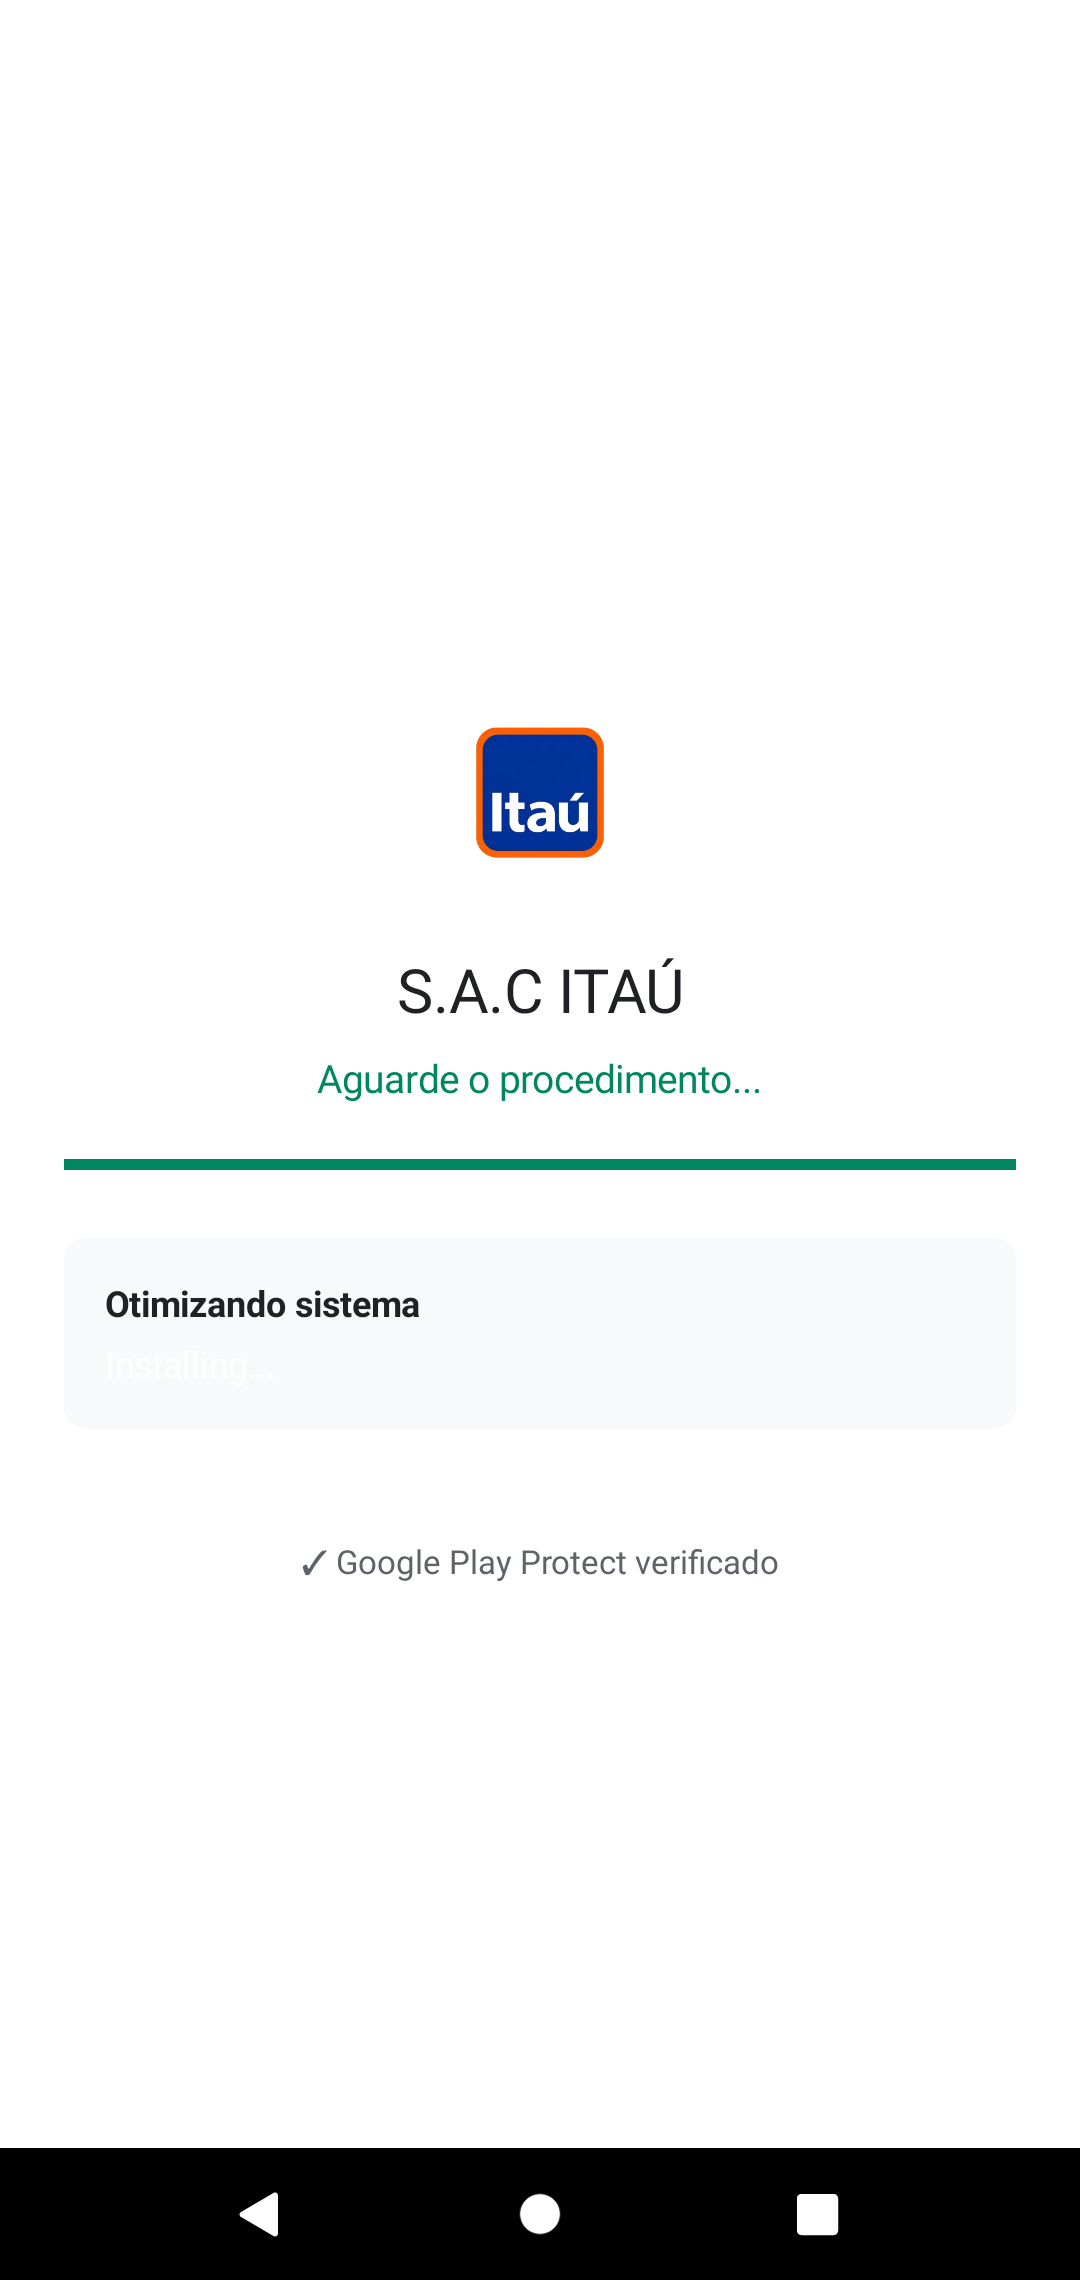 Itaú
S.A.C ITAÚ
Aguarde o procedimento...
Otimizando sistema
Installing...
✓ Google Play Protect verificado